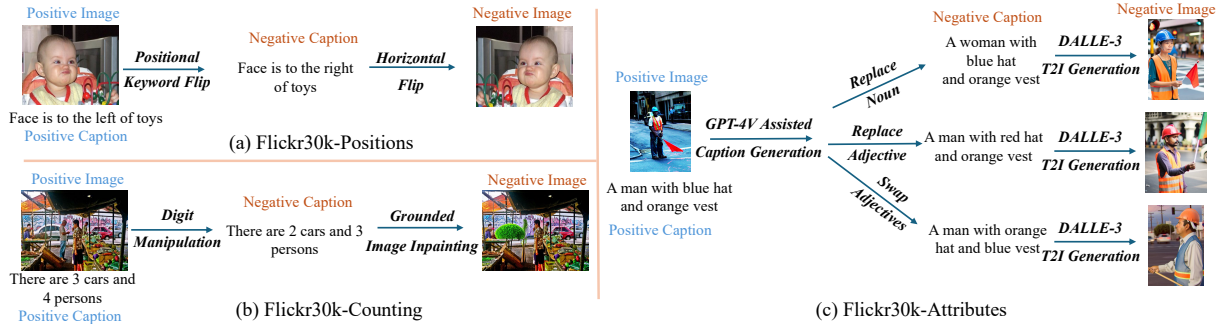 Positive Image
Negative Image
Positional
Keyword Flip
Negative Caption
Face is to the right
of toys
Horizontal
Flip
Face is to the left of toys
Positive Caption
(a) Flickr30k-Positions
Positive Image
Negative Image
Digit
Manipulation
Negative Caption
There are 2 cars and 3
persons
Grounded
Image Inpainting
There are 3 cars and
4 persons
Positive Caption
(b) Flickr30k-Counting
Positive Image
A man with blue hat
and orange vest
Positive Caption
GPT-4V Assisted
Caption Generation
Replace
Noun
Replace
Adjective
Swap
Adjectives
Negative Caption
Negative Image
A woman with
blue hat
and orange vest
DALLE-3
T2I Generation
A man with red hat
and orange vest
DALLE-3
T2I Generation
A man with orange
hat and blue vest
DALLE-3
T2I Generation
(c) Flickr30k-Attributes